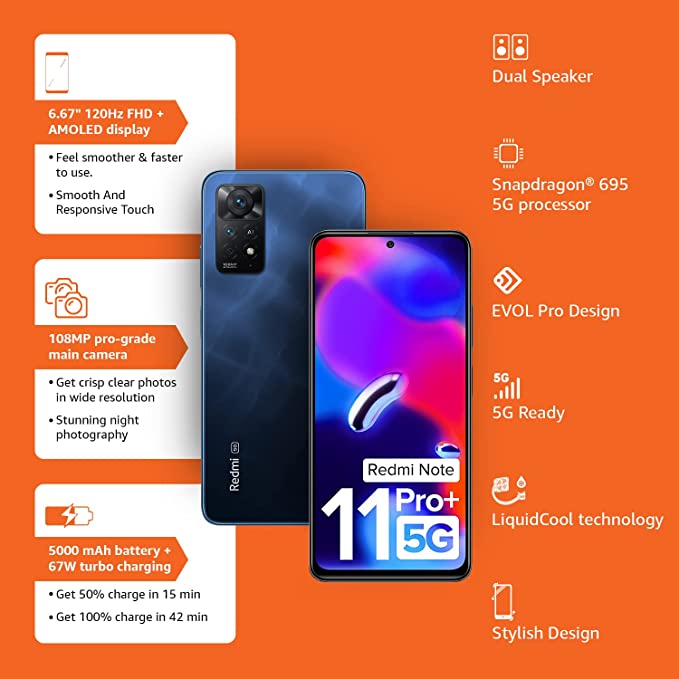 6.67" 120Hz FHD +
AMOLED display
• Feel smoother & faster
to use.
• Smooth And
Responsive Touch
108MP pro-grade
main camera
• Get crisp clear photos
in wide resolution
• Stunning night
photography
5000 mAh battery +
67W turbo charging
• Get 50% charge in 15 min
• Get 100% charge in 42 min
AI
108MP
Redmi 5G
Redmi Note
11 Pro+
5G
Dual Speaker
Snapdragon® 695
5G processor
EVOL Pro Design
5G
5G Ready
LiquidCool technology
Stylish Design